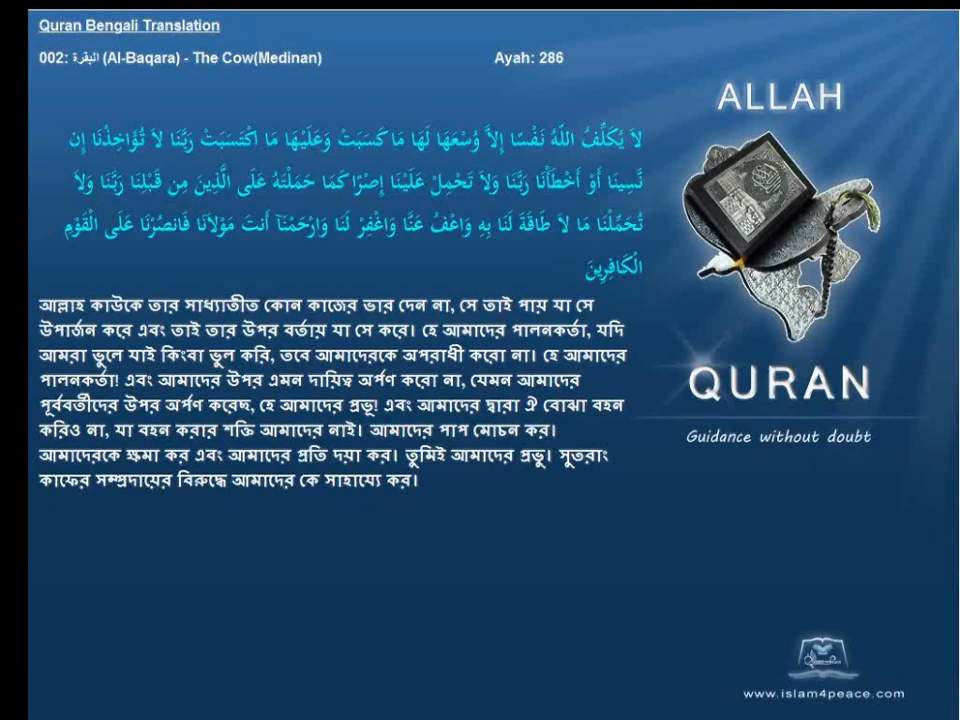 Quran Bengali Translation
002: البقرة (Al-Baqara) - The Cow(Medinan) Ayah: 286
ALLAH
لاَ يُكَلِّفُ اللّهُ نَفْسًا إِلاَّ وُسْعَهَا لَهَا مَا كَسَبَتْ وَعَلَيْهَا مَا اكْتَسَبَتْ رَبَّنَا لاَ تُؤَاخِذْنَا إِن
نَّسِينَا أَوْ أَخْطَأْنَا رَبَّنَا وَلاَ تَحْمِلْ عَلَيْنَا إِصْرًا كَمَا حَمَلْتَهُ عَلَى الَّذِينَ مِن قَبْلِنَا رَبَّنَا وَلاَ
تُحَمِّلْنَا مَا لاَ طَاقَةَ لَنَا بِهِ وَاعْفُ عَنَّا وَاغْفِرْ لَنَا وَارْحَمْنَآ أَنتَ مَوْلاَنَا فَانصُرْنَا عَلَى الْقَوْمِ
الْكَافِرِينَ
আল্লাহ কাউকে তার সাধ্যাতীত কোন কাজের ভার দেন না, সে তাই পায় যা সে
উপার্জন করে এবং তাই তার উপর বর্তায় যা সে করে। হে আমাদের পালনকর্তা, যদি
আমরা ভুলে যাই কিংবা ভুল করি, তবে আমাদেরকে অপরাধী করো না। হে আমাদের
পালনকর্তা! এবং আমাদের উপর এমন দায়িত্ব অর্পণ করো না, যেমন আমাদের
পূর্ববর্তীদের উপর অর্পণ করেছ, হে আমাদের প্রভূ! এবং আমাদের দ্বারা ঐ বোঝা বহন
করিও না, যা বহন করার শক্তি আমাদের নাই। আমাদের পাপ মোচন কর।
আমাদেরকে ক্ষমা কর এবং আমাদের প্রতি দয়া কর। তুমিই আমাদের প্রভু। সুতরাং
কাফের সম্প্রদায়ের বিরুদ্ধে আমাদের কে সাহায্যে কর।
QURAN
Guidance without doubt
www.islam4peace.com